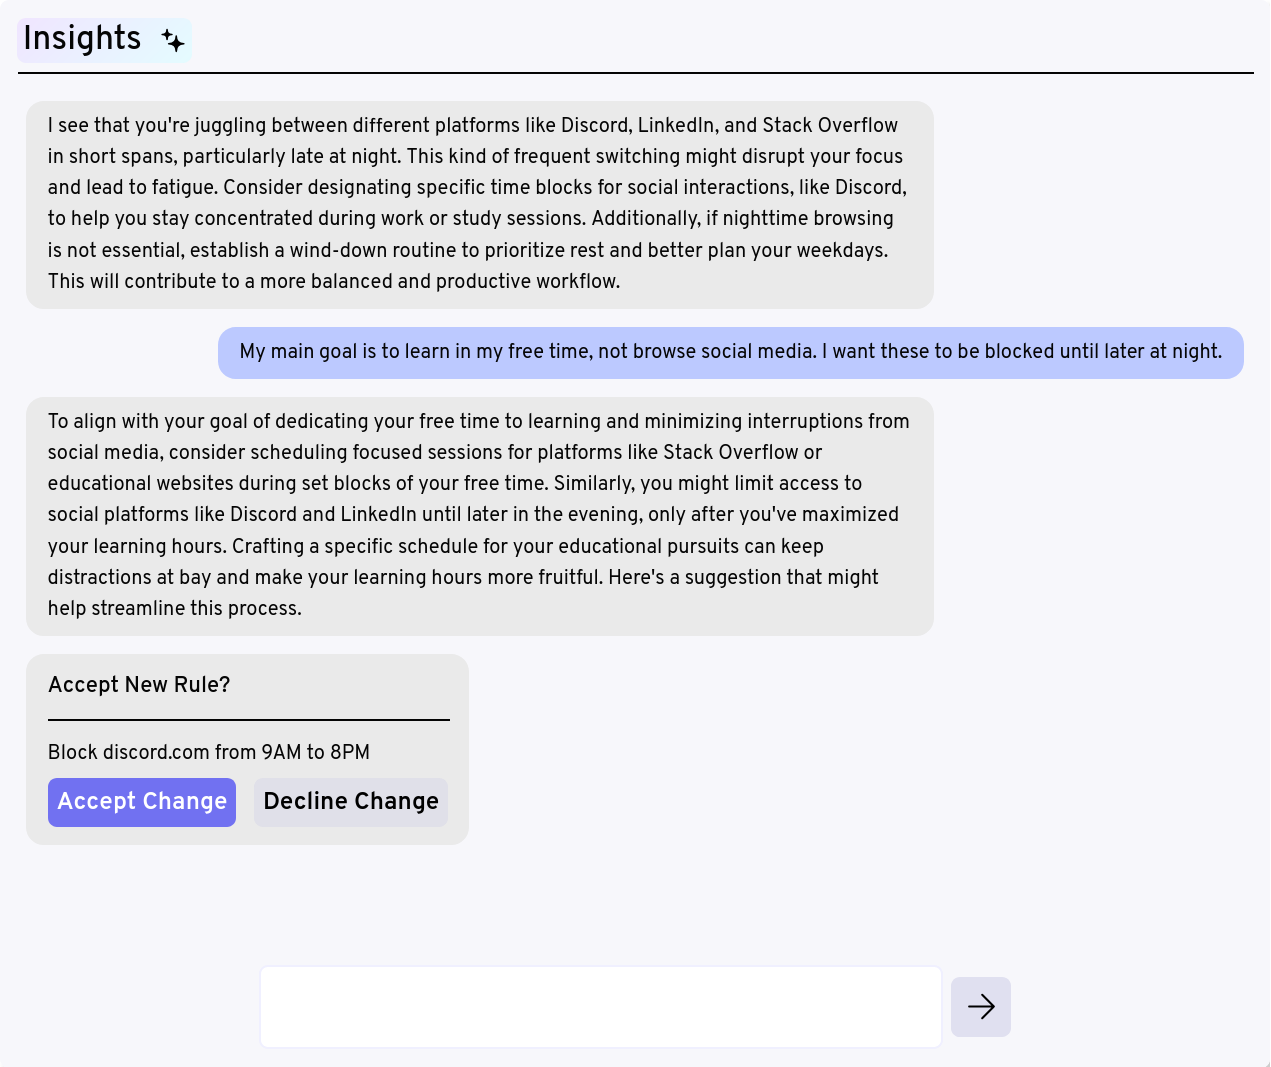 Insights
I see that you're juggling between different platforms like Discord, LinkedIn, and Stack Overflow
in short spans, particularly late at night. This kind of frequent switching might disrupt your focus
and lead to fatigue. Consider designating specific time blocks for social interactions, like Discord,
to help you stay concentrated during work or study sessions. Additionally, if nighttime browsing
is not essential, establish a wind-down routine to prioritize rest and better plan your weekdays.
This will contribute to a more balanced and productive workflow.
My main goal is to learn in my free time, not browse social media. I want these to be blocked until later at night.
To align with your goal of dedicating your free time to learning and minimizing interruptions from
social media, consider scheduling focused sessions for platforms like Stack Overflow or
educational websites during set blocks of your free time. Similarly, you might limit access to
social platforms like Discord and LinkedIn until later in the evening, only after you've maximized
your learning hours. Crafting a specific schedule for your educational pursuits can keep
distractions at bay and make your learning hours more fruitful. Here's a suggestion that might
help streamline this process.
Accept New Rule?
Block discord.com from 9AM to 8PM
Accept Change Decline Change